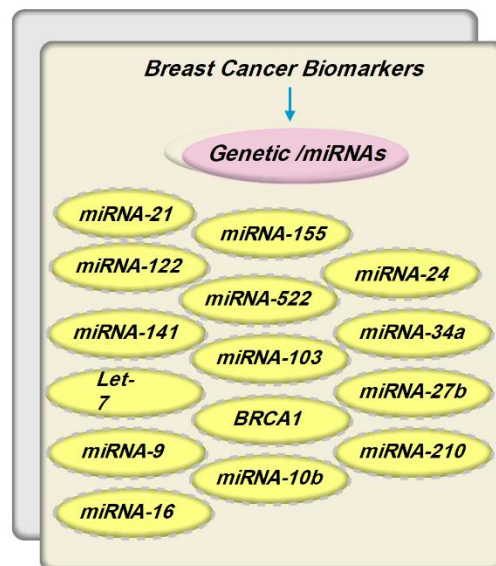 Breast Cancer Biomarkers
Genetic /miRNAs
miRNA-21
miRNA-155
miRNA-122
miRNA-24
miRNA-522
miRNA-141
miRNA-34a
miRNA-103
Let-
7
miRNA-27b
BRCA1
miRNA-9
miRNA-210
miRNA-10b
miRNA-16